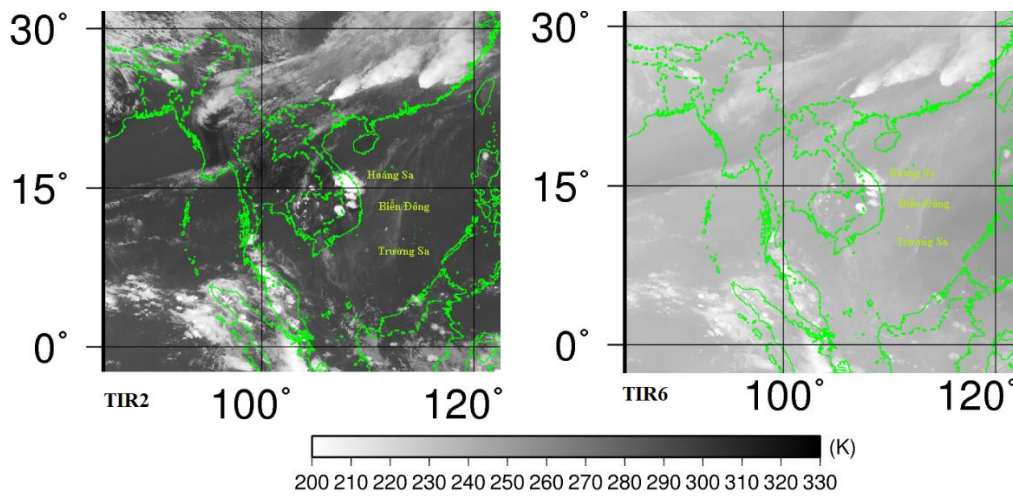 30°
15°
0°
Hoàng Sa
Biển Đông
Trường Sa
TIR2
100°
120°
30°
15°
0°
Hoàng Sa
Biển Đông
Trường Sa
TIR6
100°
120°
(K)
200 210 220 230 240 250 260 270 280 290 300 310 320 330